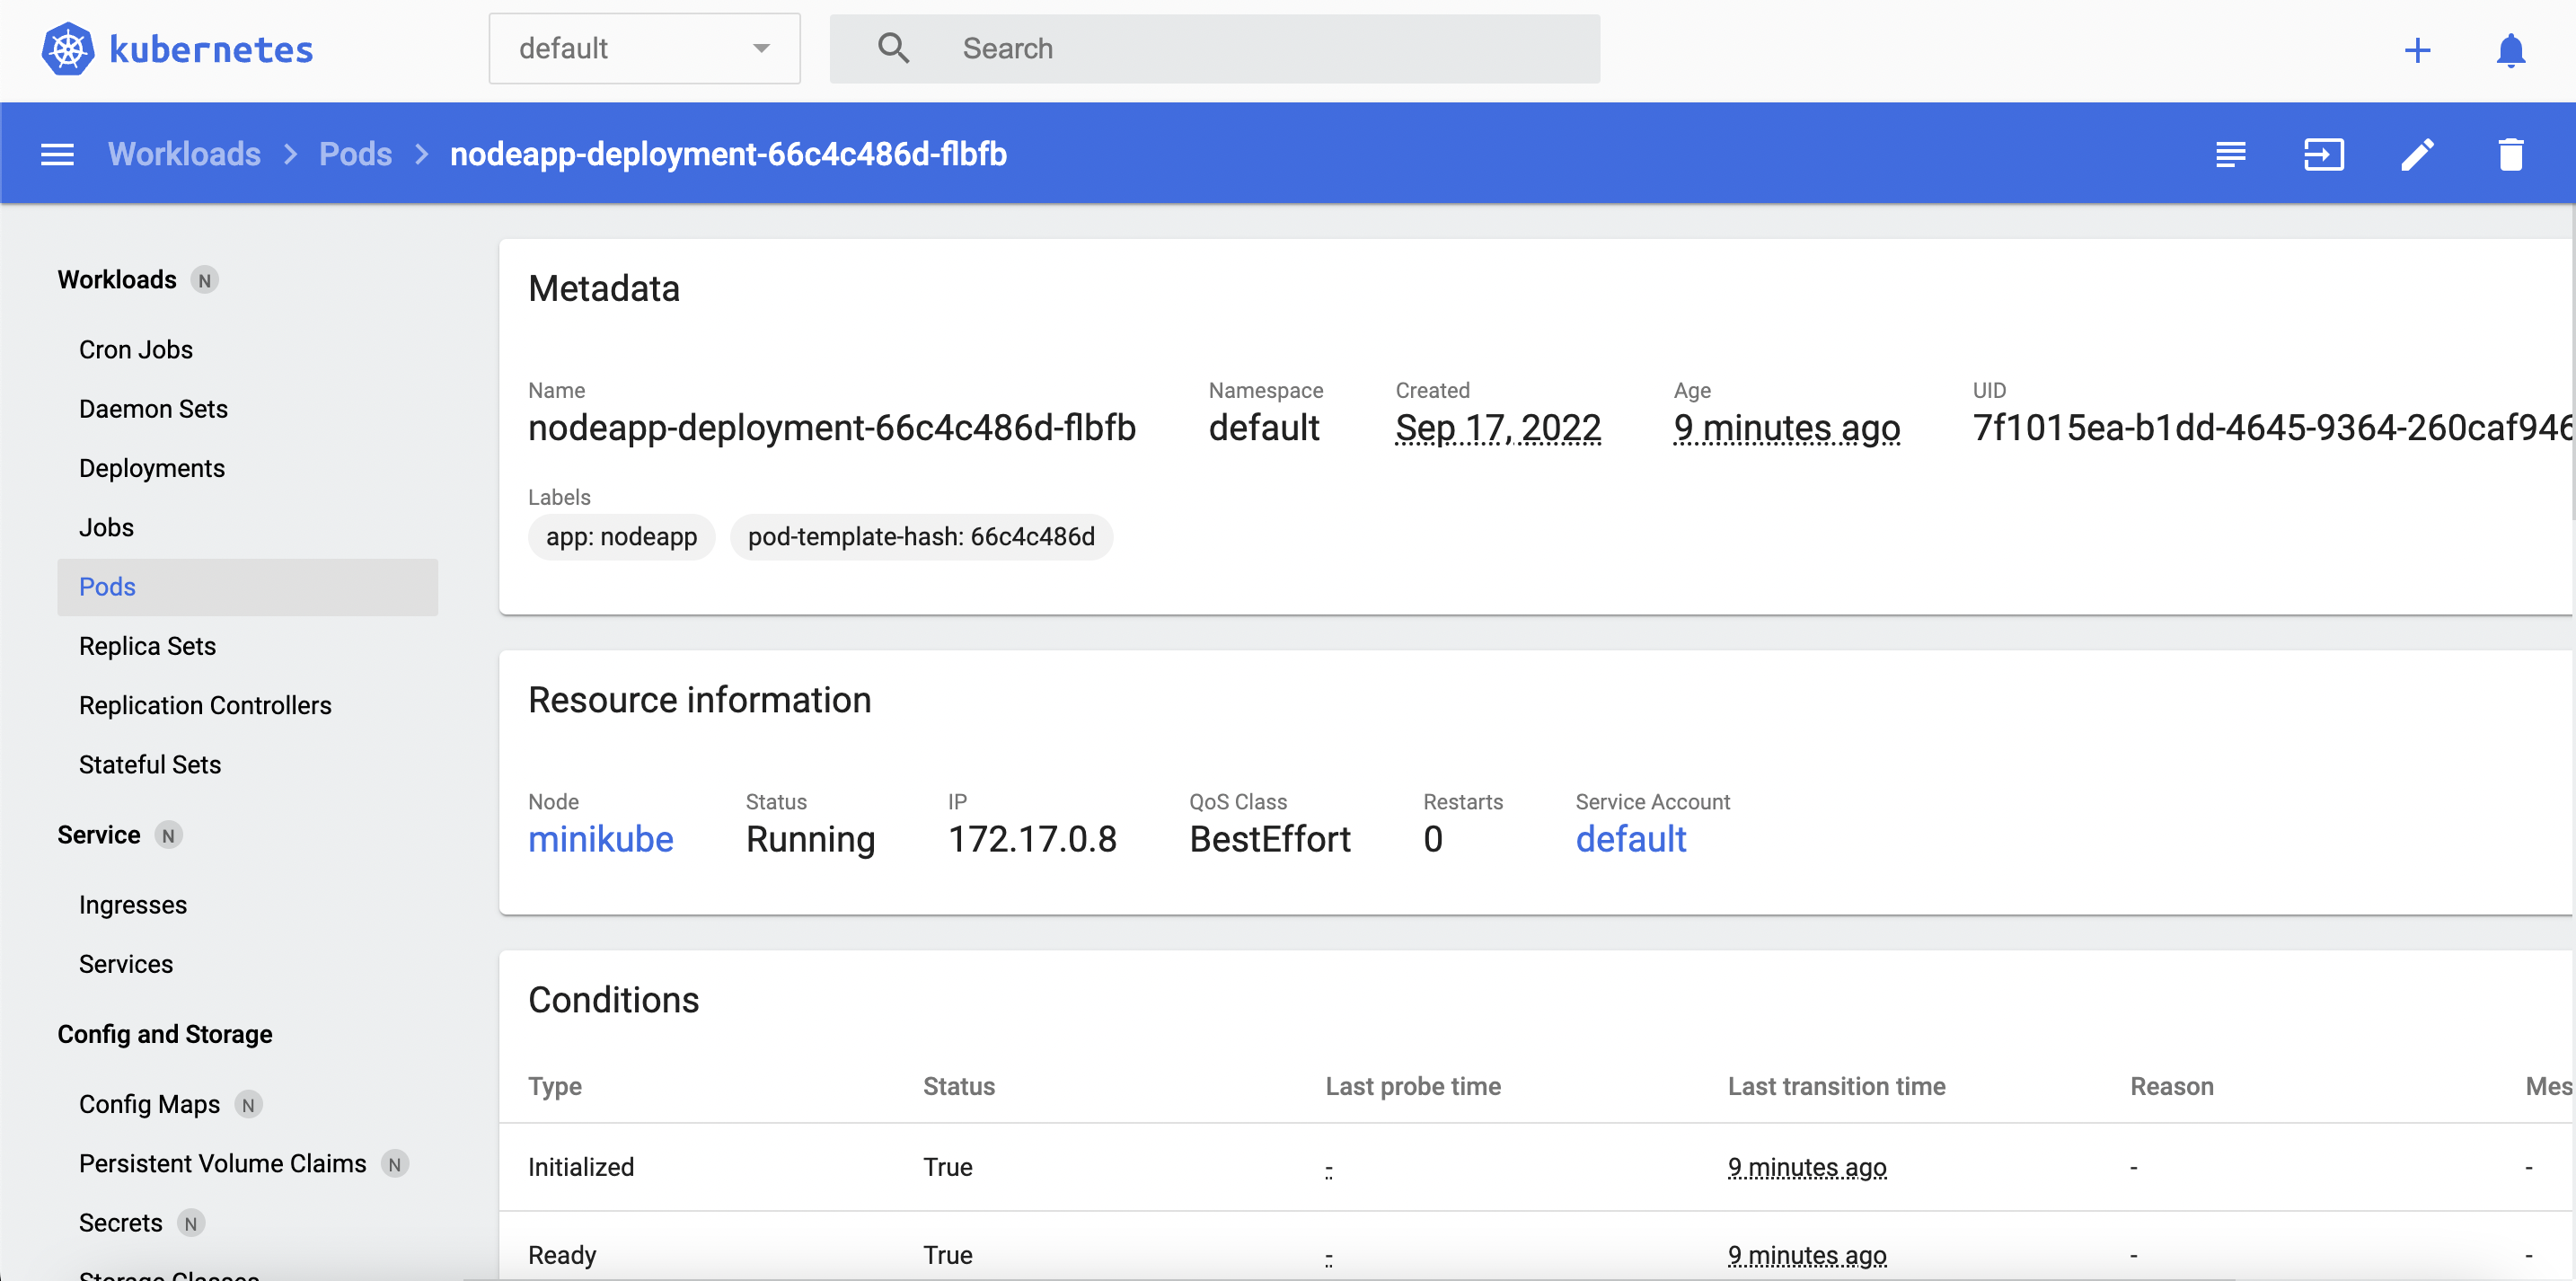 kubernetes
default
Search
Workloads > Pods > nodeapp-deployment-66c4c486d-flbfb
Workloads N
Cron Jobs
Daemon Sets
Deployments
Jobs
Pods
Replica Sets
Replication Controllers
Stateful Sets
Service N
Ingresses
Services
Config and Storage
Config Maps N
Persistent Volume Claims N
Secrets N
Storage Classes
Metadata
Name Namespace Created Age UID
nodeapp-deployment-66c4c486d-flbfb default Sep 17, 2022 9 minutes ago 7f1015ea-b1dd-4645-9364-260caf946
Labels
app: nodeapp pod-template-hash: 66c4c486d
Resource information
Node Status IP QoS Class Restarts Service Account
minikube Running 172.17.0.8 BestEffort 0 default
Conditions
Type Status Last probe time Last transition time Reason Mes
Initialized True - 9 minutes ago - -
Ready True - 9 minutes ago - -